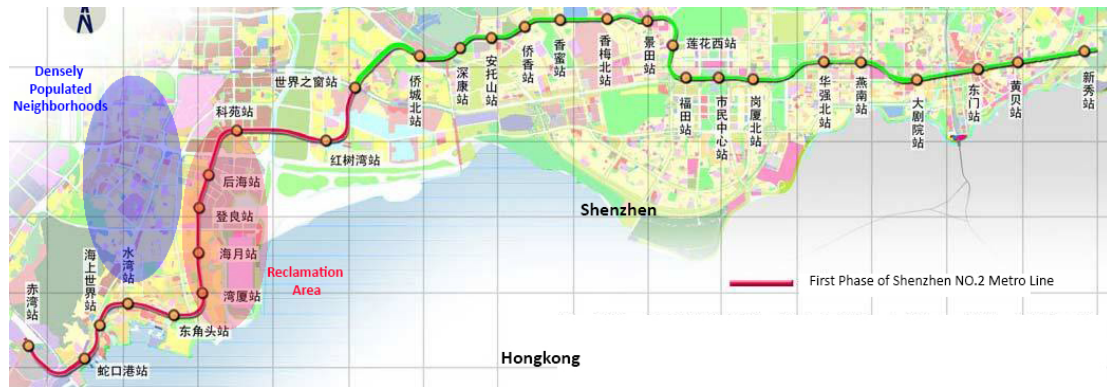 Densely
Populated
Neighborhoods
世界之窗站
科苑站
红树湾站
侨城北站
深康站
安托山站
侨香站
香蜜站
香梅北站
景田站
莲花西站
福田站
市民中心站
岗厦北站
华强北站
燕南站
大剧院站
东门站
黄贝站
新秀站
后海站
登良站
海月站
湾厦站
东角头站
水湾站
海上世界站
蛇口港站
赤湾站
Reclamation
Area
Shenzhen
First Phase of Shenzhen NO.2 Metro Line
Hongkong